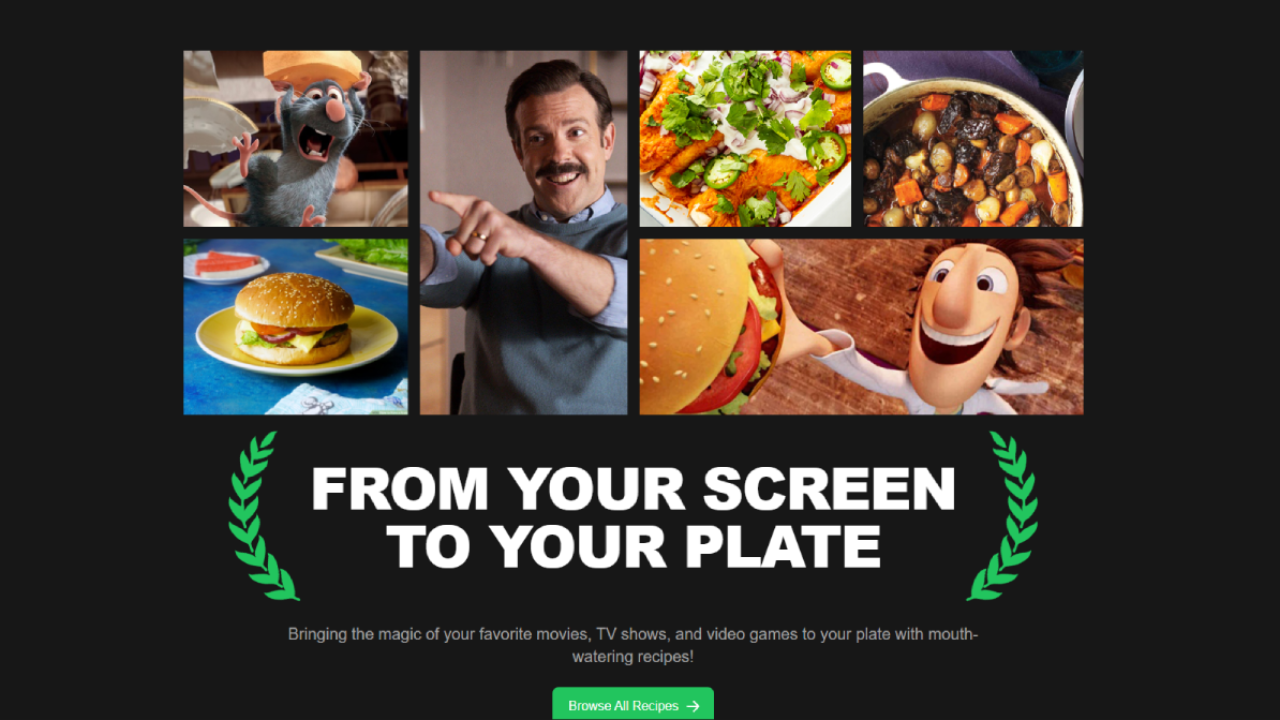 FROM YOUR SCREEN
TO YOUR PLATE
Bringing the magic of your favorite movies, TV shows, and video games to your plate with mouth-
watering recipes!
Browse All Recipes →